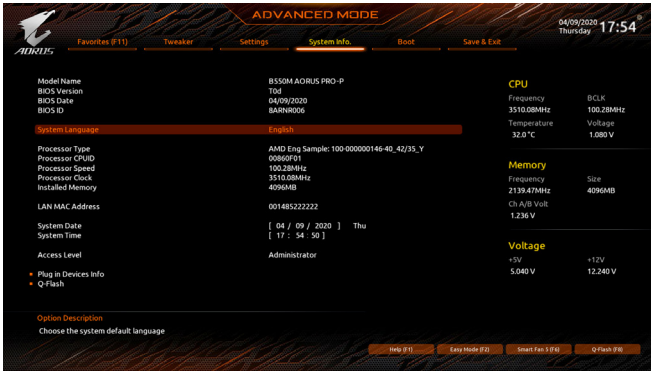 ADVANCED MODE
04/09/2020 Thursday 17:54
AORUS
Favorites (F11) Tweaker Settings System Info. Boot Save & Exit
Model Name B550M AORUS PRO-P
BIOS Version T0d
BIOS Date 04/09/2020
BIOS ID 8ARNR006
System Language English
Processor Type AMD Eng Sample: 100-000000146-40_42/35_Y
Processor CPUID 00860F01
Processor Speed 100.28MHz
Processor Clock 3510.08MHz
Installed Memory 4096MB
LAN MAC Address 001485222222
System Date [ 04 / 09 / 2020 ] Thu
System Time [ 17 : 54 : 50 ]
Access Level Administrator
Plug in Devices Info
Q-Flash
CPU
Frequency BCLK
3510.08MHz 100.28MHz
Temperature Voltage
32.0 °C 1.080 V
Memory
Frequency Size
2139.47MHz 4096MB
Ch A/B Volt
1.236 V
Voltage
+5V +12V
5.040 V 12.240 V
Option Description
Choose the system default language
Help (F1) Easy Mode (F2) Smart Fan 5 (F6) Q-Flash (F8)